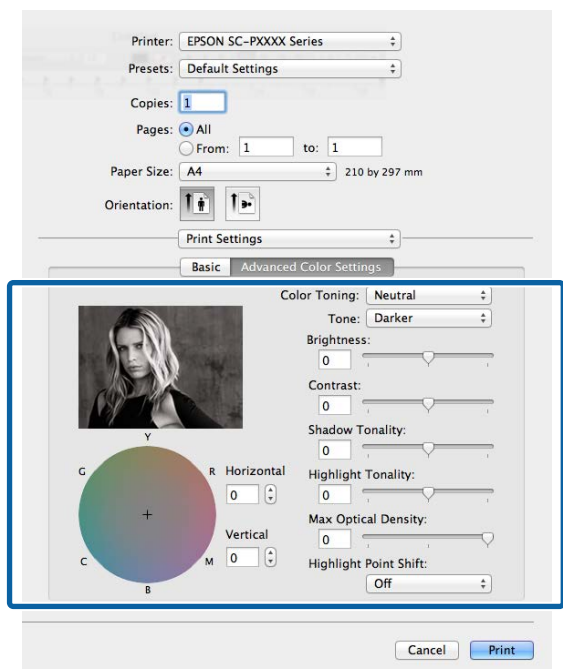 Printer: EPSON SC-PXXXX Series
Presets: Default Settings
Copies: 1
Pages: All
From: 1 to: 1
Paper Size: A4 210 by 297 mm
Orientation:
Print Settings
Basic Advanced Color Settings
Color Toning: Neutral
Tone: Darker
Brightness:
0
Contrast:
0
Shadow Tonality:
0
Highlight Tonality:
0
Max Optical Density:
0
Highlight Point Shift:
Off
Y
G R
C M
B
Horizontal
0
Vertical
0
Cancel Print